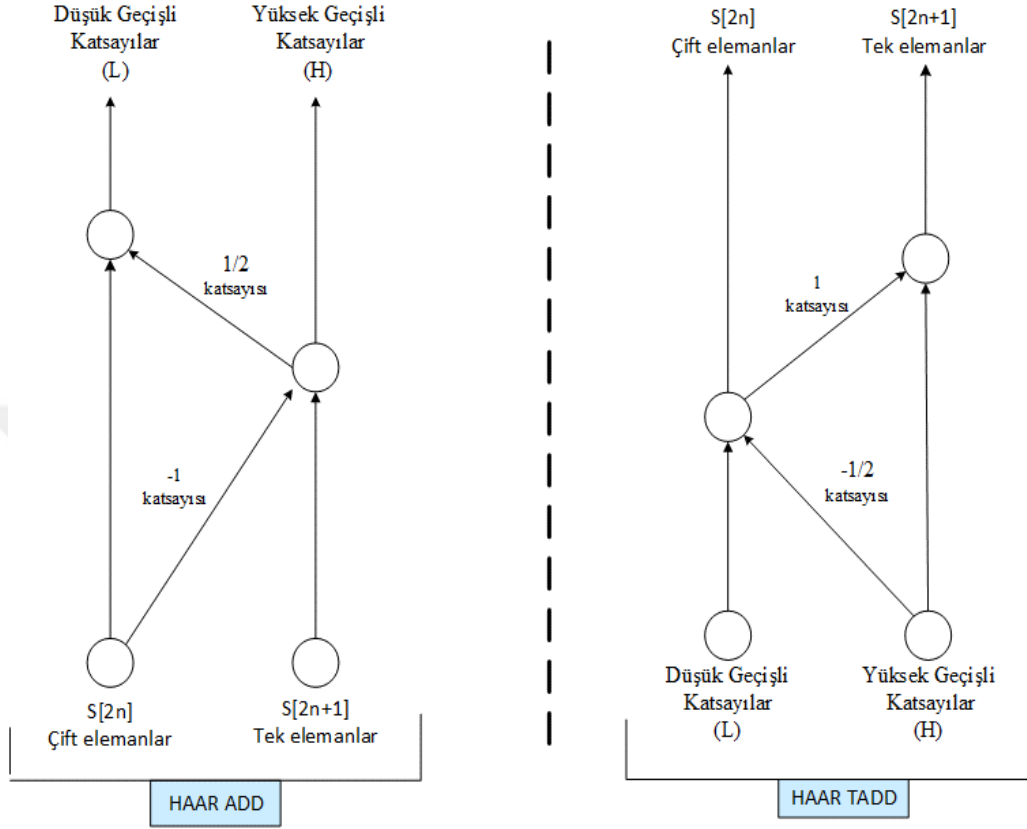 Düşük Geçişli
Katsayılar
(L)
Yüksek Geçişli
Katsayılar
(H)
1/2
katsayısı
-1
katsayısı
S[2n]
Çift elemanlar
S[2n+1]
Tek elemanlar
HAAR ADD
S[2n]
Çift elemanlar
S[2n+1]
Tek elemanlar
1
katsayısı
-1/2
katsayısı
Düşük Geçişli
Katsayılar
(L)
Yüksek Geçişli
Katsayılar
(H)
HAAR TADD